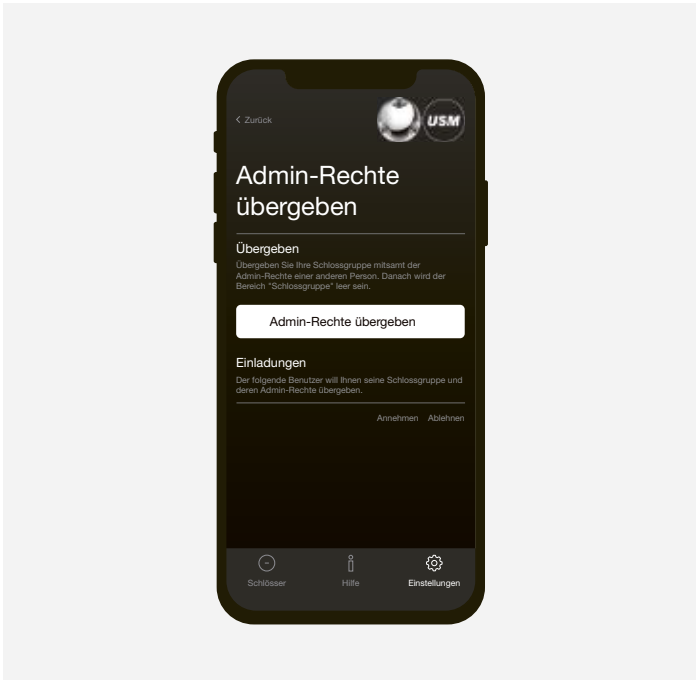 Zurück
USM
Admin-Rechte
übergeben
Übergeben
Übergeben Sie Ihre Schlossgruppe mitsamt der
Admin-Rechte einer anderen Person. Danach wird der
Bereich "Schlossgruppe" leer sein.
Admin-Rechte übergeben
Einladungen
Der folgende Benutzer will Ihnen seine Schlossgruppe und
deren Admin-Rechte übergeben.
Annehmen Ablehnen
Schlösser Hilfe Einstellungen